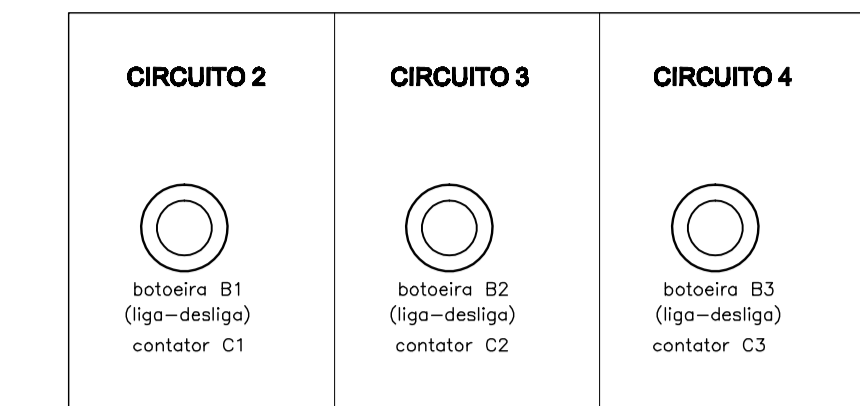 CIRCUITO 2
botoeira B1
(liga-desliga)
contator C1
CIRCUITO 3
botoeira B2
(liga-desliga)
contator C2
CIRCUITO 4
botoeira B3
(liga-desliga)
contator C3